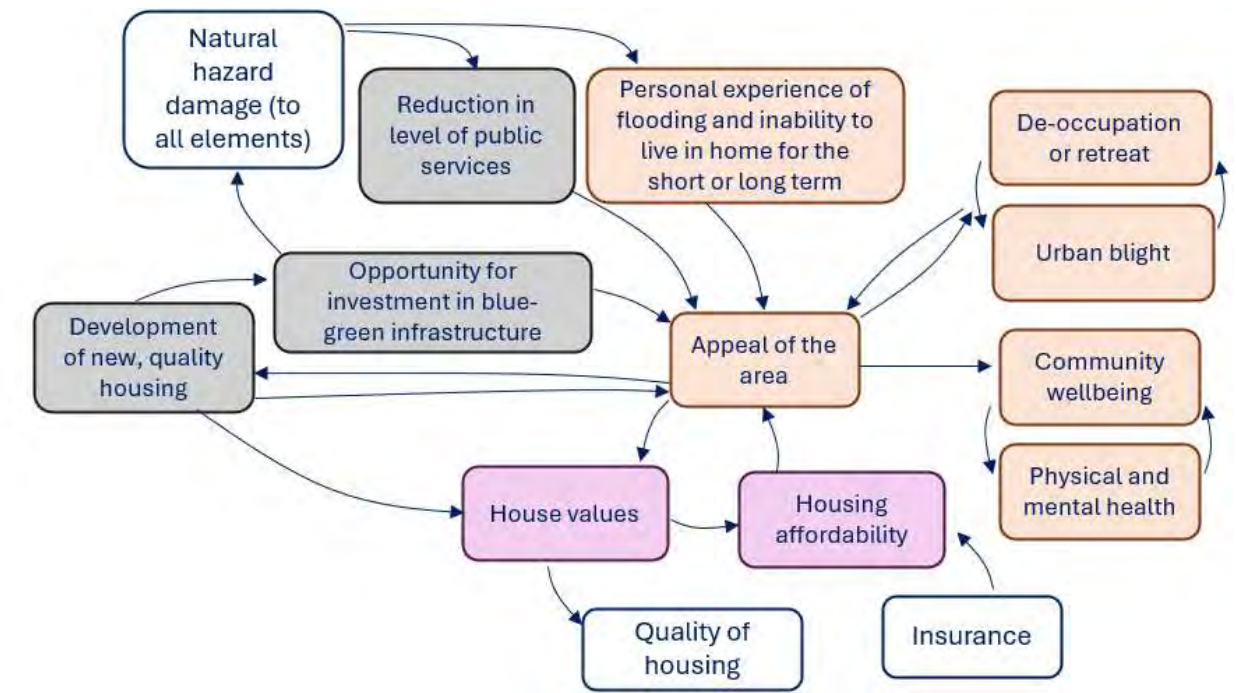 Natural
hazard
damage (to
all elements)
Reduction in
level of public
services
Personal experience of
flooding and inability to
live in home for the
short or long term
De-occupation
or retreat
Urban blight
Opportunity for
investment in blue-
green infrastructure
Development
of new, quality
housing
Appeal of the
area
Community
wellbeing
Physical and
mental health
House values
Housing
affordability
Quality of
housing
Insurance